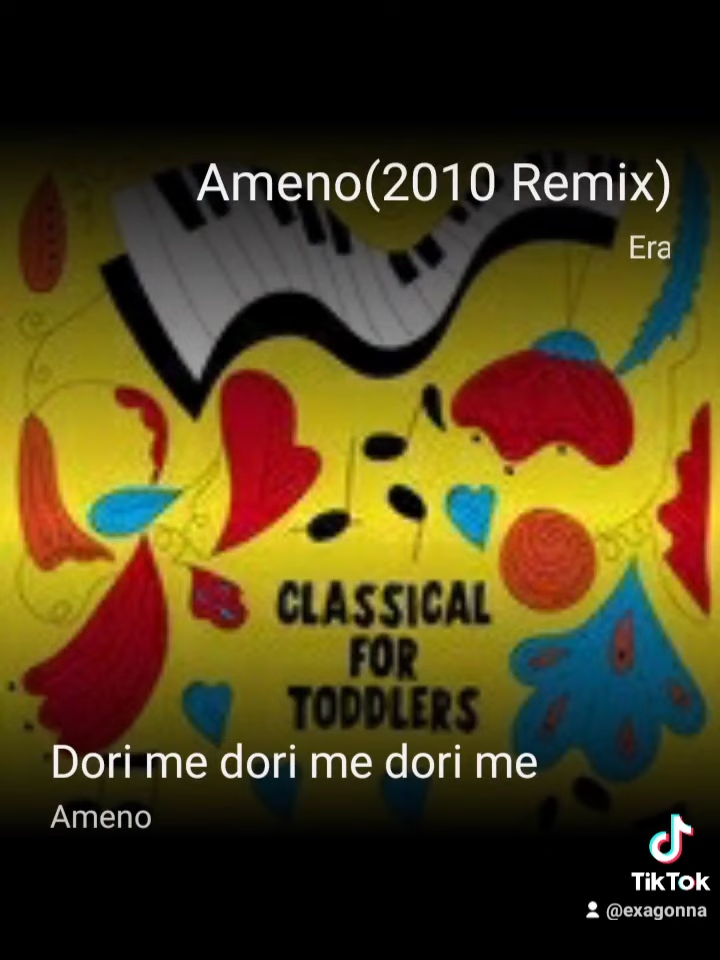 Ameno(2010 Remix)
Era
CLASSICAL
FOR
TODDLERS
Dori me dori me dori me
Ameno
TikTok
@exagonna